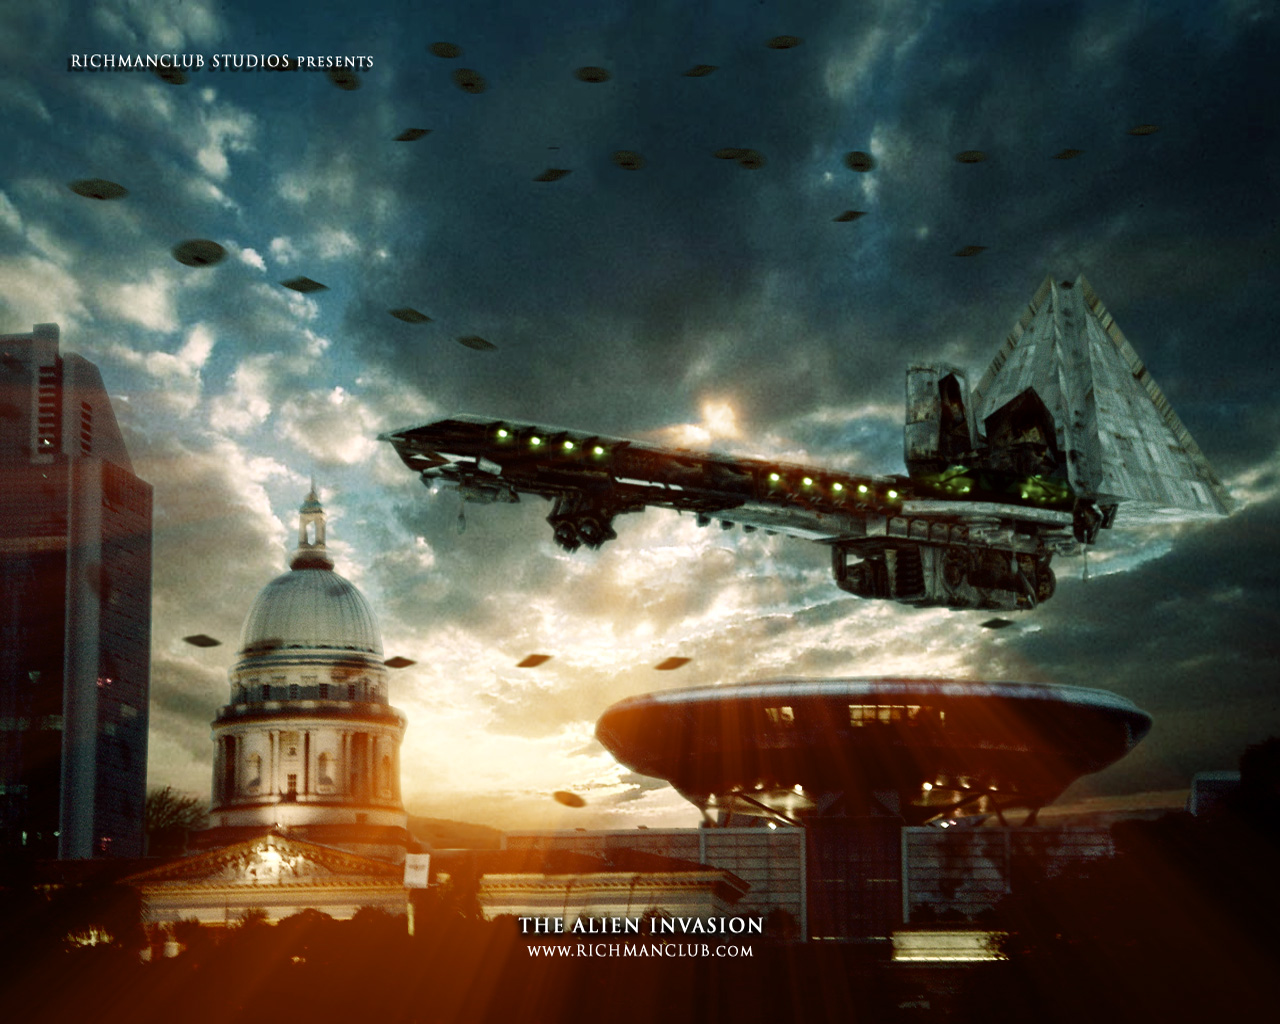 RICHMANCLUB STUDIOS PRESENTS
THE ALIEN INVASION
WWW.RICHMANCLUB.COM